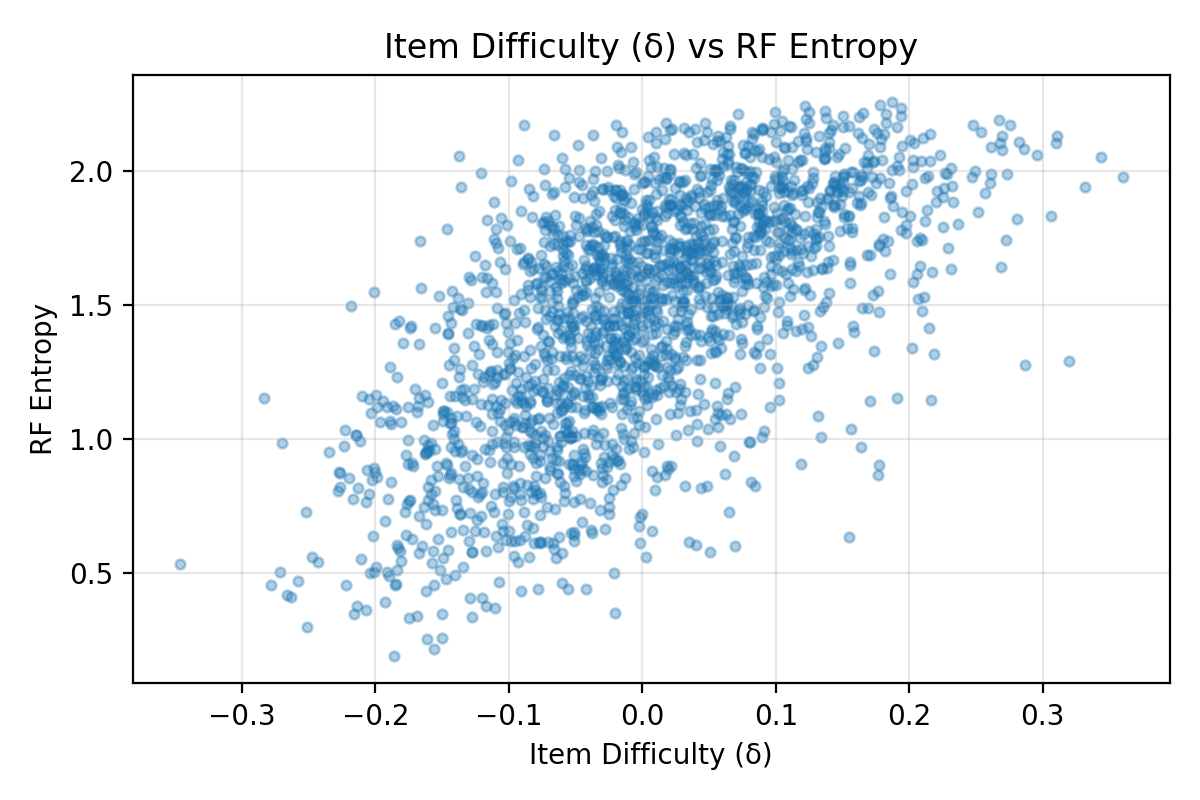 Item Difficulty (δ) vs RF Entropy
RF Entropy
2.0
1.5
1.0
0.5
−0.3 −0.2 −0.1 0.0 0.1 0.2 0.3
Item Difficulty (δ)